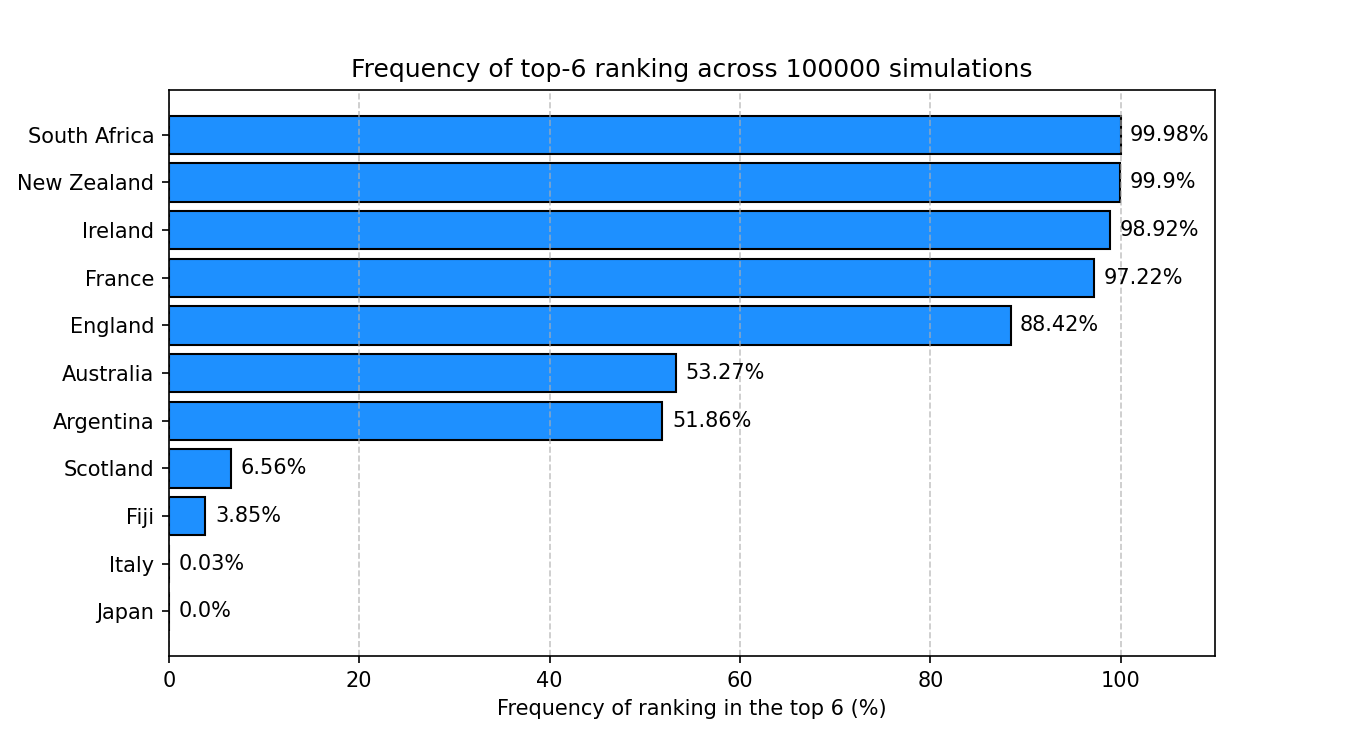 Frequency of top-6 ranking across 100000 simulations
South Africa 99.98%
New Zealand 99.9%
Ireland 98.92%
France 97.22%
England 88.42%
Australia 53.27%
Argentina 51.86%
Scotland 6.56%
Fiji 3.85%
Italy 0.03%
Japan 0.0%
0 20 40 60 80 100
Frequency of ranking in the top 6 (%)